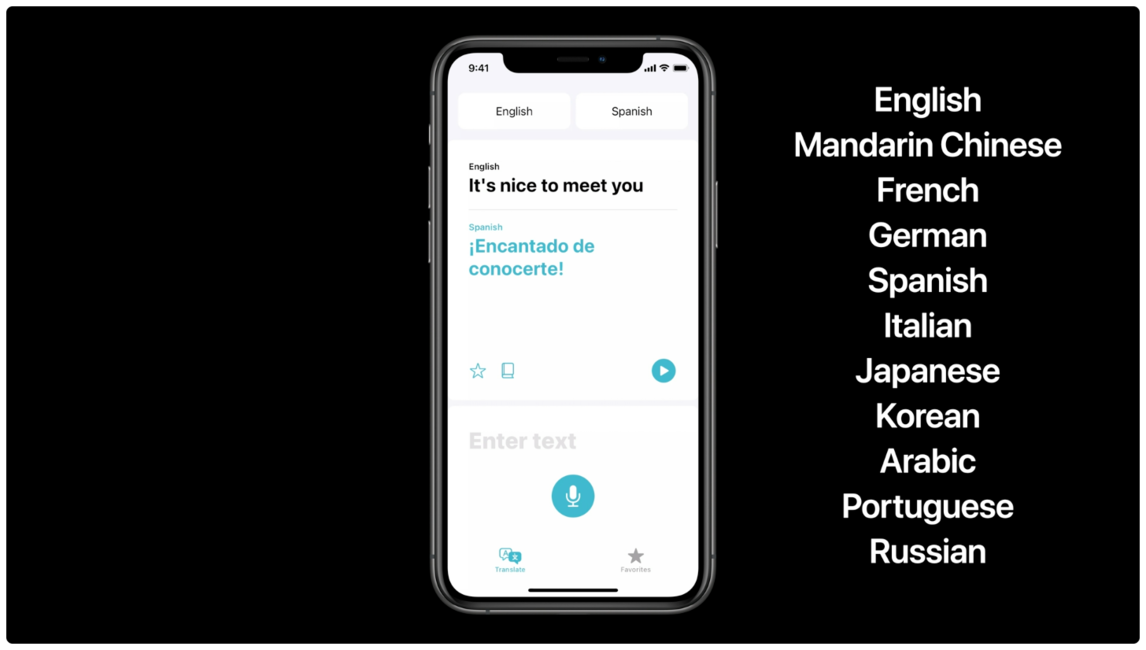 9:41
English Spanish
English
It's nice to meet you
Spanish
¡Encantado de
conocerte!
Enter text
Translate Favorites
English
Mandarin Chinese
French
German
Spanish
Italian
Japanese
Korean
Arabic
Portuguese
Russian